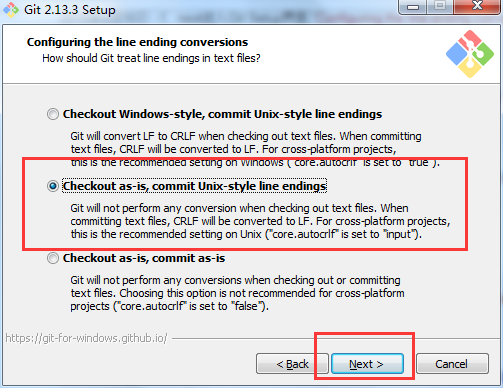 Git 2.13.3 Setup
Configuring the line ending conversions
How should Git treat line endings in text files?
Checkout Windows-style, commit Unix-style line endings
Git will convert LF to CRLF when checking out text files. When committing
text files, CRLF will be converted to LF. For cross-platform projects,
this is the recommended setting on Windows ("core.autocrlf" is set to "true").
Checkout as-is, commit Unix-style line endings
Git will not perform any conversion when checking out text files. When
committing text files, CRLF will be converted to LF. For cross-platform projects,
this is the recommended setting on Unix ("core.autocrlf" is set to "input").
Checkout as-is, commit as-is
Git will not perform any conversions when checking out or committing
text files. Choosing this option is not recommended for cross-platform
projects ("core.autocrlf" is set to "false").
https://git-for-windows.github.io/
< Back
Next >
Cancel